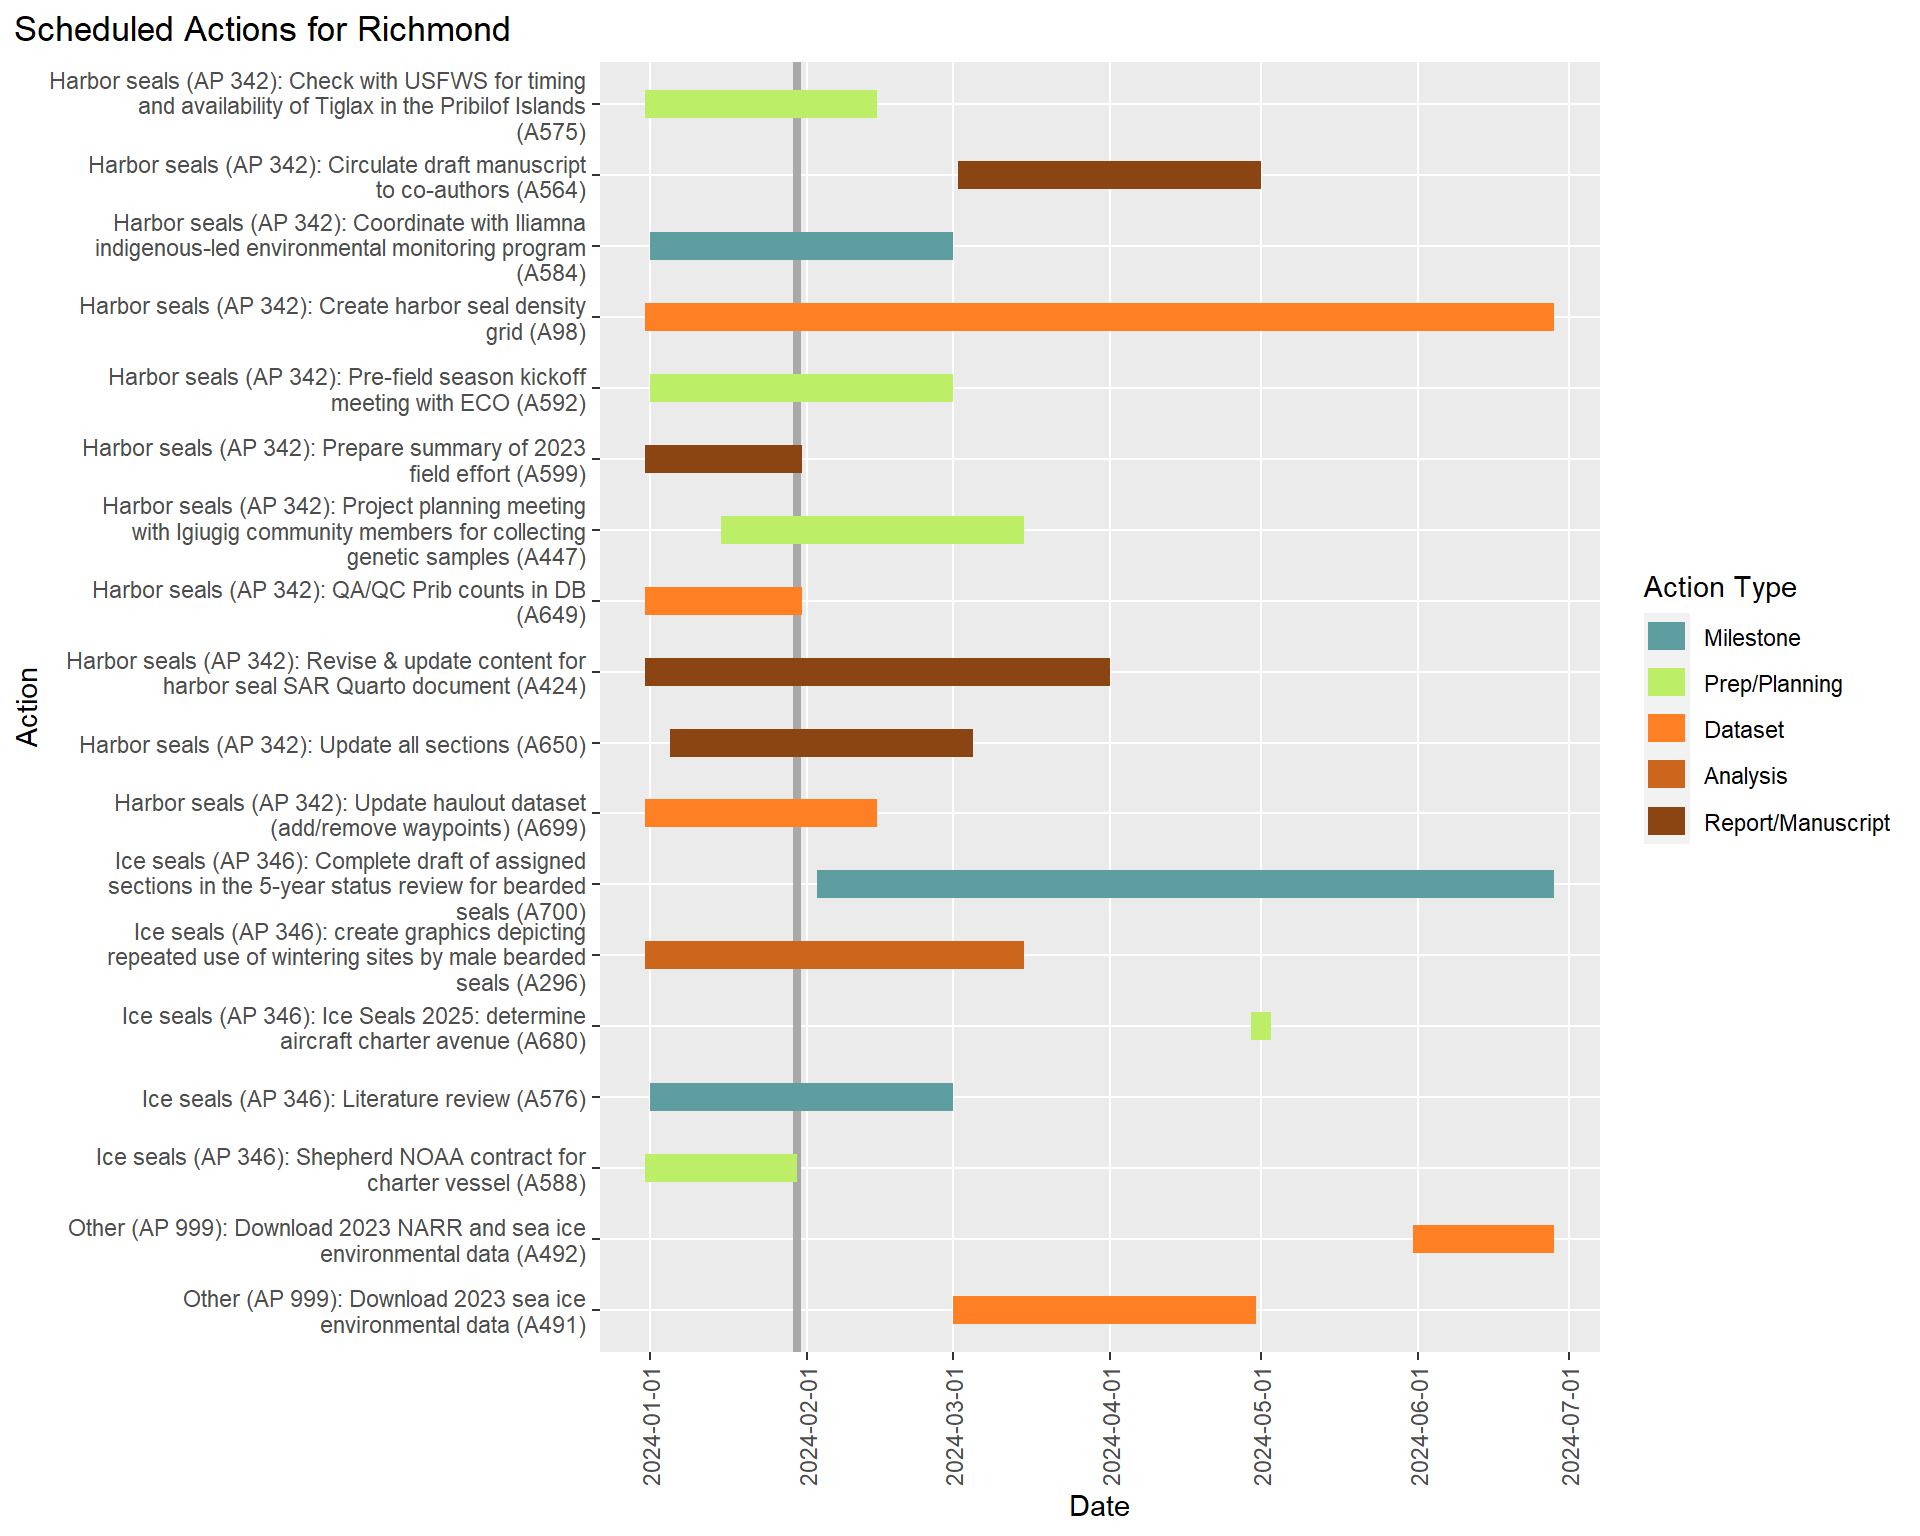 Scheduled Actions for Richmond
Harbor seals (AP 342): Check with USFWS for timing
and availability of Tiglax in the Pribilof Islands
(A575)
Harbor seals (AP 342): Circulate draft manuscript
to co-authors (A564)
Harbor seals (AP 342): Coordinate with Iliamna
indigenous-led environmental monitoring program
(A584)
Harbor seals (AP 342): Create harbor seal density
grid (A98)
Harbor seals (AP 342): Pre-field season kickoff
meeting with ECO (A592)
Harbor seals (AP 342): Prepare summary of 2023
field effort (A599)
Harbor seals (AP 342): Project planning meeting
with Igiugig community members for collecting
genetic samples (A447)
Harbor seals (AP 342): QA/QC Prib counts in DB
(A649)
Harbor seals (AP 342): Revise & update content for
harbor seal SAR Quarto document (A424)
Harbor seals (AP 342): Update all sections (A650)
Harbor seals (AP 342): Update haulout dataset
(add/remove waypoints) (A699)
Ice seals (AP 346): Complete draft of assigned
sections in the 5-year status review for bearded
seals (A700)
Ice seals (AP 346): create graphics depicting
repeated use of wintering sites by male bearded
seals (A296)
Ice seals (AP 346): Ice Seals 2025: determine
aircraft charter avenue (A680)
Ice seals (AP 346): Literature review (A576)
Ice seals (AP 346): Shepherd NOAA contract for
charter vessel (A588)
Other (AP 999): Download 2023 NARR and sea ice
environmental data (A492)
Other (AP 999): Download 2023 sea ice
environmental data (A491)
Action
2024-01-01
2024-02-01
2024-03-01
2024-04-01
2024-05-01
2024-06-01
2024-07-01
Date
Action Type
Milestone
Prep/Planning
Dataset
Analysis
Report/Manuscript